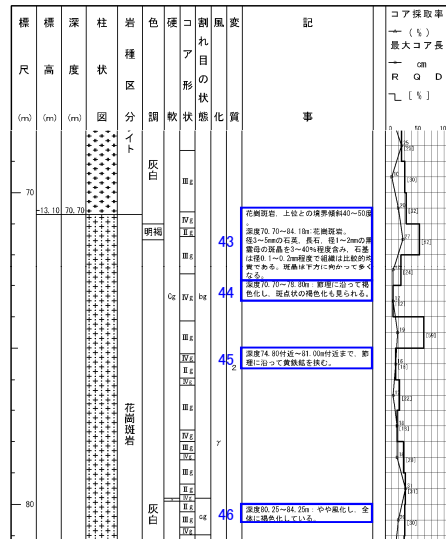 標 標 深 柱 岩 色 硬 コ 割 風 変 記
尺 高 度 状 種 調 軟 ア れ 化 質 事
図 区 形 目
分 状 の
状
態
(m) (m) (m)
コア採取率
(%)
最大コア長
cm
R Q D
[%]
0 50 100
イト
灰白
70
-13.10 70.70
明褐
Ⅲg
Ⅳg
Ⅱg
Ⅲg
43
花崗斑岩、上位との境界傾斜40~50度
深度70.70~84.18m:花崗斑岩。
径3~5mmの石英、長石、径1~2mmの黒
雲母の斑晶を3~40%程度含み、石基
は径0.1~0.2mm程度で組織は比較的均
質である。斑晶は下方に向かって多く
なる。
44
深度70.70~78.80m:節理に沿って褐
色化し、斑点状の褐色化も見られる。
Cg Ⅳg bg
Ⅲg
45
深度74.80付近~81.00m付近まで、節
理に沿って黄鉄鉱を挟む。
2
Ⅳg
Ⅱg
Ⅳg
Ⅲg
花崗斑岩
γ
Ⅳg
Ⅲg
Ⅱg
Ⅲg
Ⅱg
Ⅳg
80
灰白
Ⅱg
Ⅲg
Ⅳg
cg
46
深度80.25~84.25m:やや風化し、全
体に褐色化している。